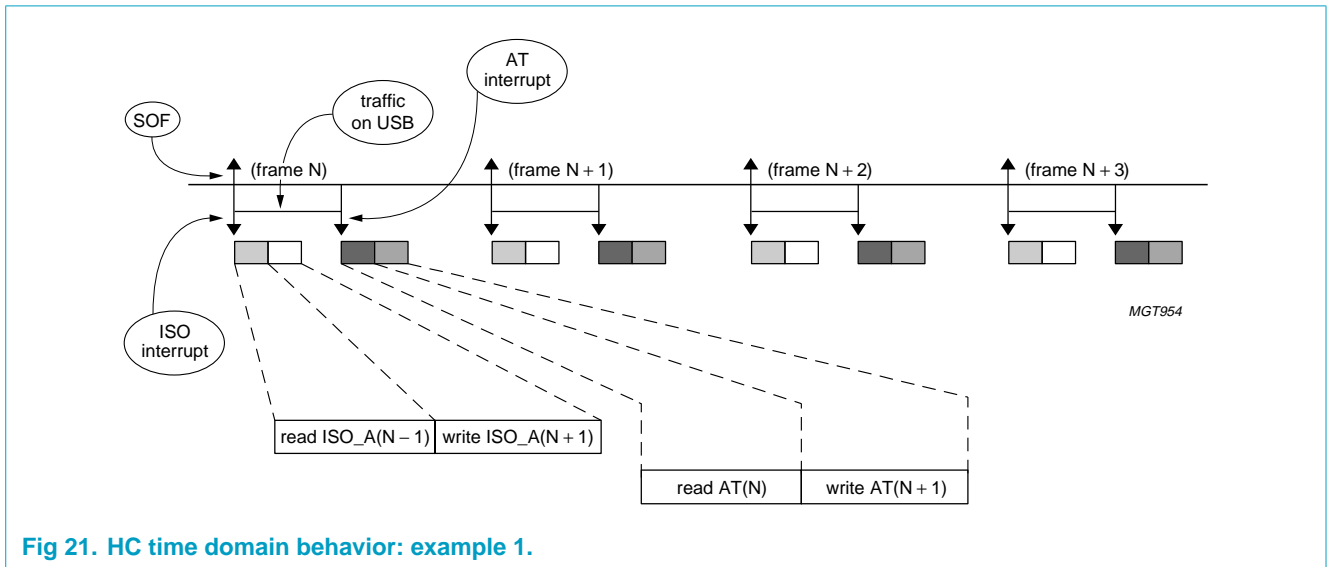 AT
interrupt
traffic
on USB
SOF
(frame N)
(frame N + 1)
(frame N + 2)
(frame N + 3)
ISO
interrupt
MGT954
read ISO_A(N − 1)
write ISO_A(N + 1)
read AT(N)
write AT(N + 1)
Fig 21. HC time domain behavior: example 1.